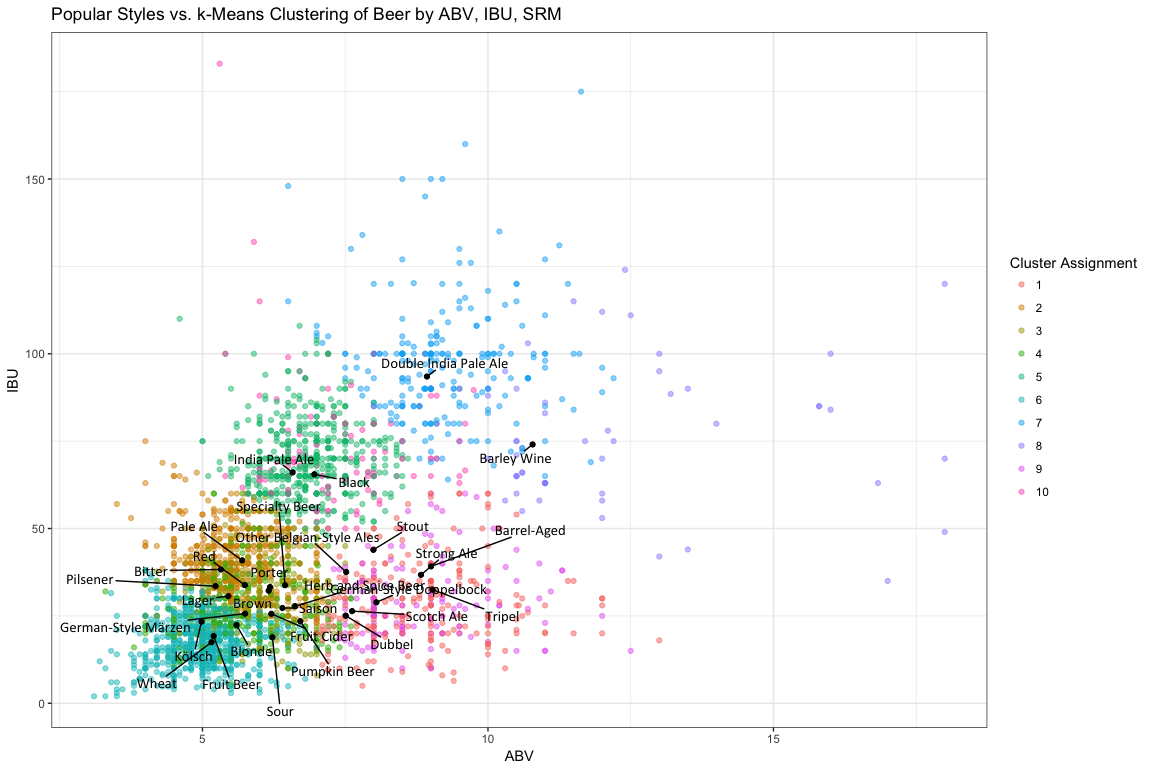 Popular Styles vs. k-Means Clustering of Beer by ABV, IBU, SRM
IBU
150
100
50
0
Double India Pale Ale
Barley Wine
India Pale Ale
Black
Specialty Beer
Pale Ale
Stout
Barrel-Aged
Other Belgian-Style Ales
Red
Strong Ale
Bitter
Porter
Pilsener
Herb and Spice Beer
German-Style Doppelbock
Lager
Brown
Saison
Scotch Ale
Tripel
German-Style Märzen
Fruit Cider
Dubbel
Kölsch
Blonde
Pumpkin Beer
Wheat
Fruit Beer
Sour
5
10
15
ABV
Cluster Assignment
1
2
3
4
5
6
7
8
9
10